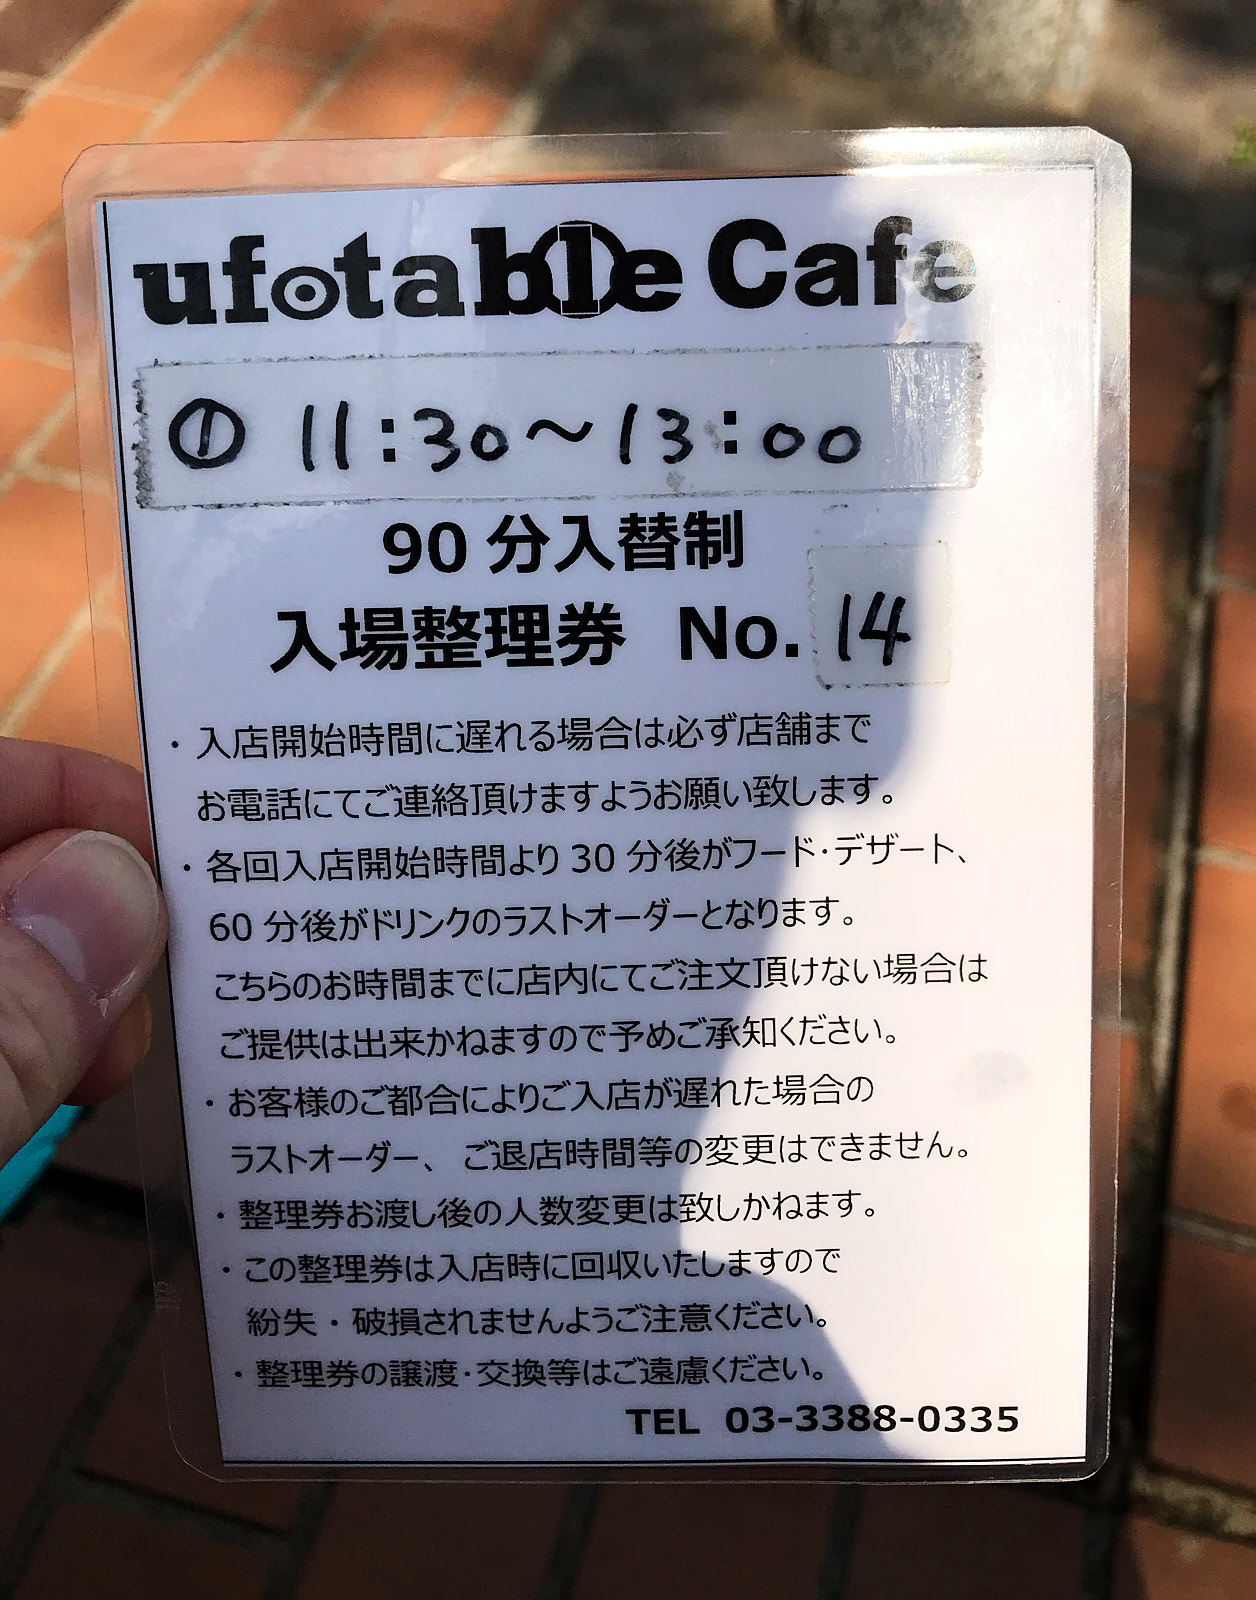 ufotable Cafe
① 11:30～13:00
90分入替制
入場整理券 No. 14
・入店開始時間に遅れる場合は必ず店舗まで
お電話にてご連絡頂けますようお願い致します。
・各回入店開始時間より30分後がフード・デザート、
60分後がドリンクのラストオーダーとなります。
こちらのお時間までに店内にてご注文頂けない場合は
ご提供は出来かねますので予めご承知ください。
・お客様のご都合によりご入店が遅れた場合の
ラストオーダー、ご退店時間等の変更はできません。
・整理券お渡し後の人数変更は致しかねます。
・この整理券は入店時に回収いたしますので
紛失・破損されませんようご注意ください。
・整理券の譲渡・交換等はご遠慮ください。
TEL 03-3388-0335